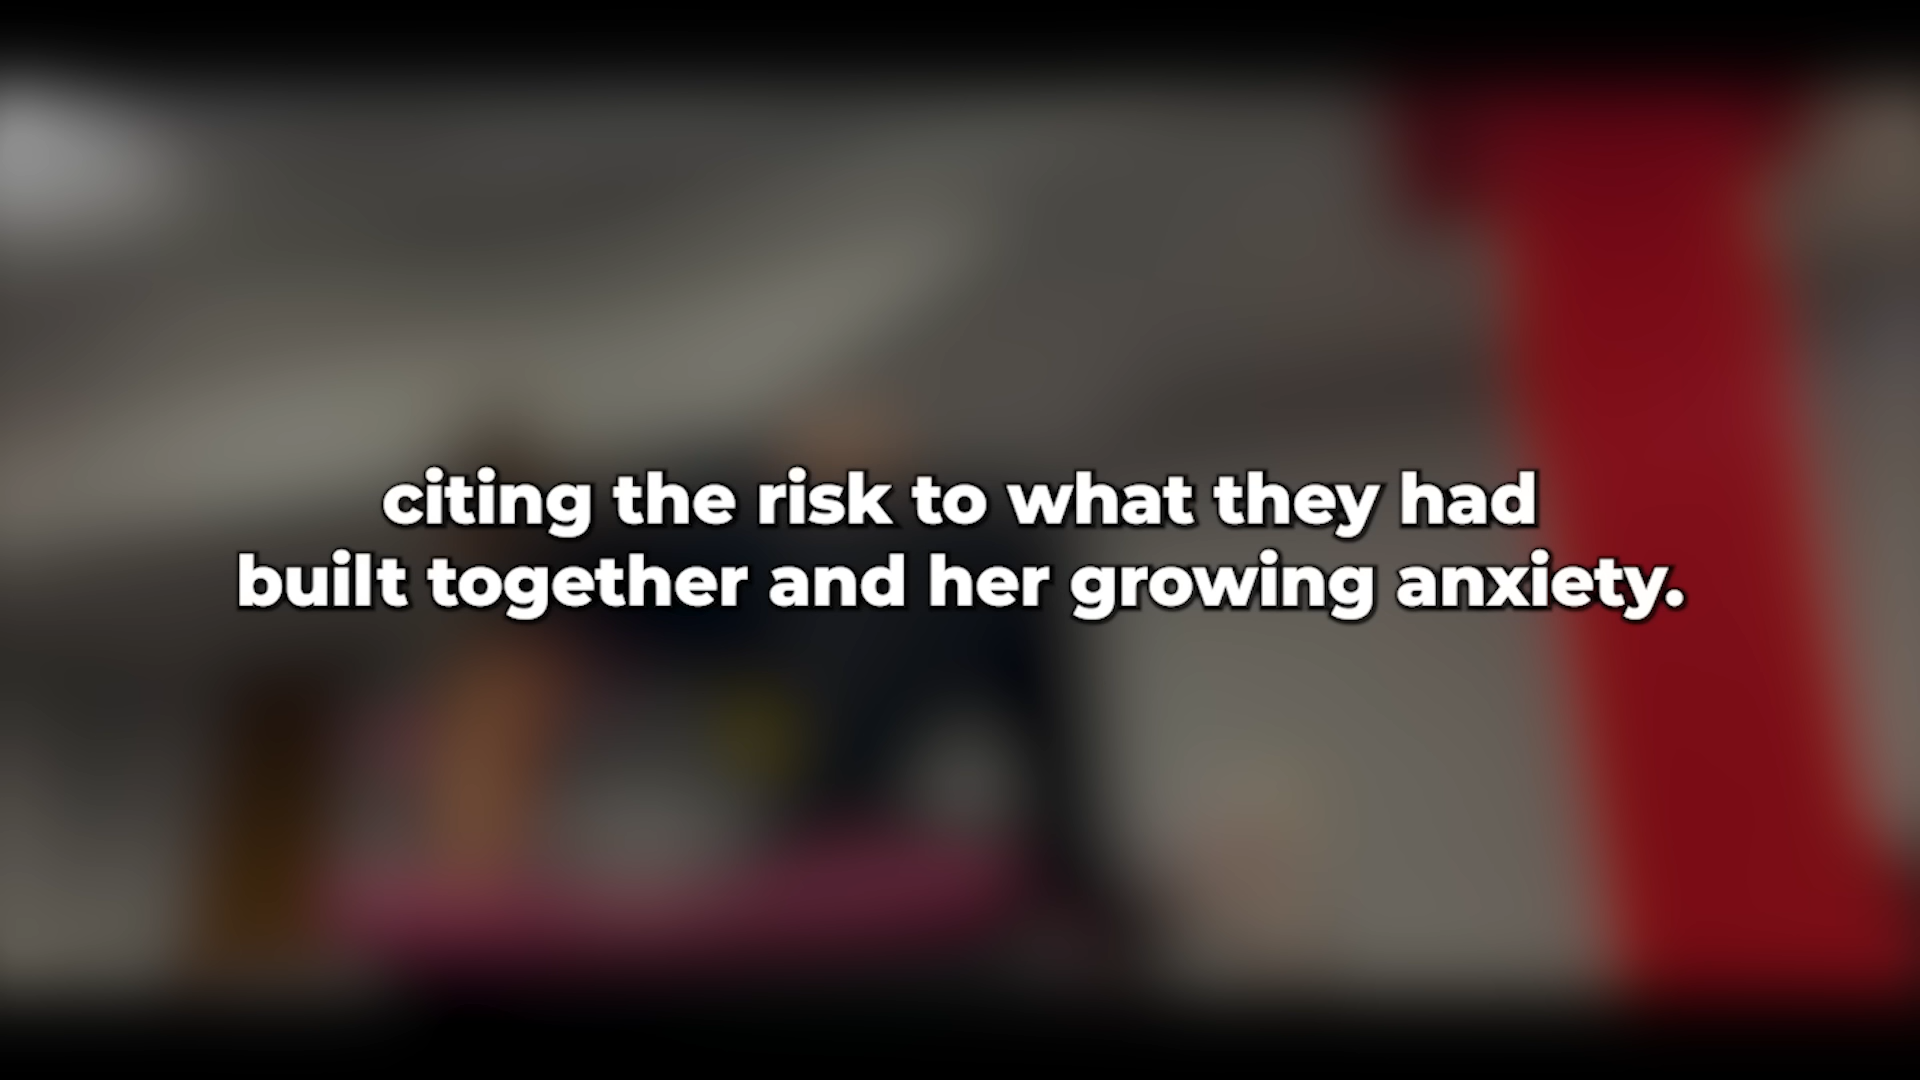 citing the risk to what they had
built together and her growing anxiety.